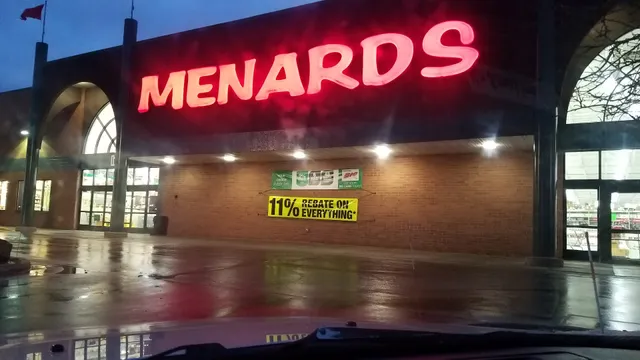 MENARDS
11% REBATE ON
EVERYTHING*